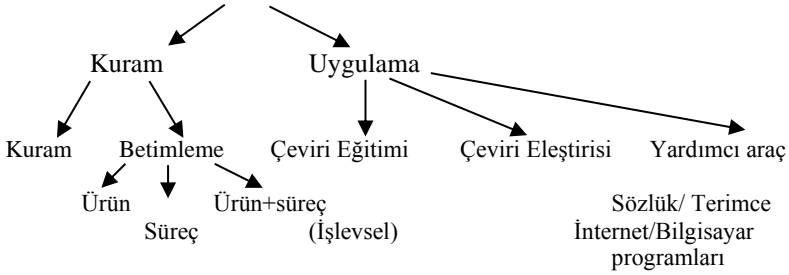 Kuram Uygulama
Kuram Betimleme Çeviri Eğitimi Çeviri Eleştirisi Yardımcı araç
Ürün Ürün+süreç Sözlük/ Terimce
Süreç (İşlevsel) İnternet/Bilgisayar
programları